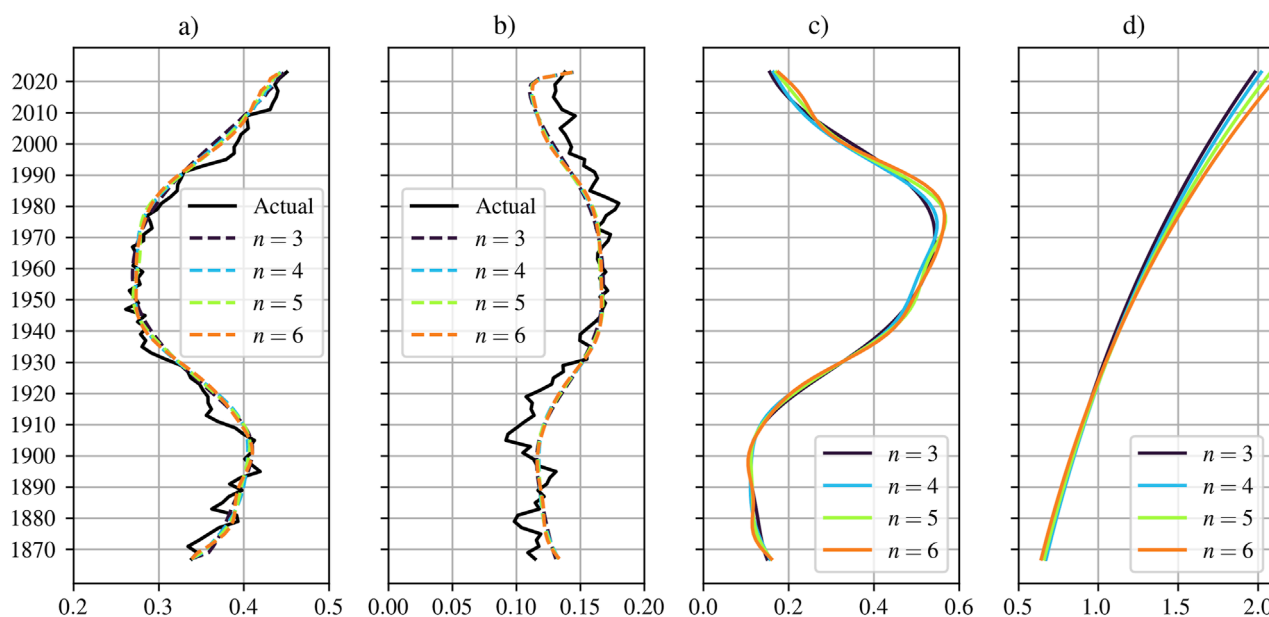 a)
b)
c)
d)
2020
2010
2000
1990
1980
1970
1960
1950
1940
1930
1920
1910
1900
1890
1880
1870
Actual
n = 3
n = 4
n = 5
n = 6
Actual
n = 3
n = 4
n = 5
n = 6
n = 3
n = 4
n = 5
n = 6
n = 3
n = 4
n = 5
n = 6
0.2 0.3 0.4 0.5
0.00 0.05 0.10 0.15 0.20
0.0 0.2 0.4 0.6
0.5 1.0 1.5 2.0